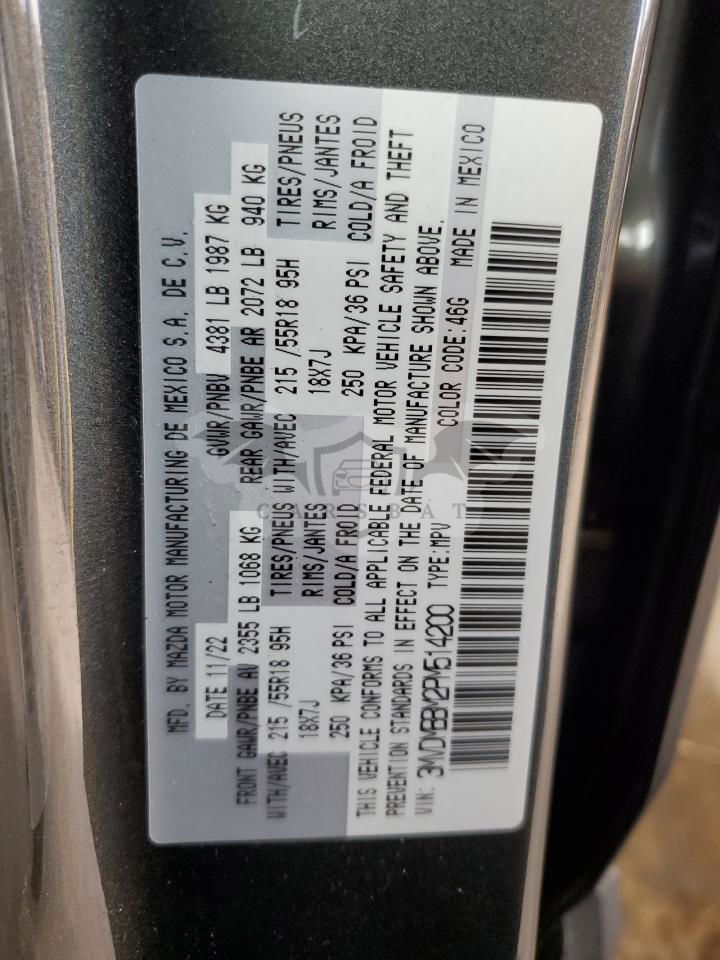 MFD. BY MAZDA MOTOR MANUFACTURING DE MEXICO S.A. DE C.V.
DATE 11/22 GVWR/PNBV 4381 LB 1987 KG
FRONT GAWR/PNBE AV 2355 LB 1068 KG REAR GAWR/PNBE AR 2072 LB 940 KG
WITH/AVEC 215 /55R18 95H TIRES/PNEUS WITH/AVEC 215 /55R18 95H TIRES/PNEUS
18X7J RIMS/JANTES 18X7J RIMS/JANTES
250 KPA/36 PSI COLD/A FROID 250 KPA/36 PSI COLD/A FROID
THIS VEHICLE CONFORMS TO ALL APPLICABLE FEDERAL MOTOR VEHICLE SAFETY AND THEFT
PREVENTION STANDARDS IN EFFECT ON THE DATE OF MANUFACTURE SHOWN ABOVE.
VIN: 3MVDMBBM2PM514200 TYPE:MPV COLOR CODE:46G MADE IN MEXICO
CARSBAT